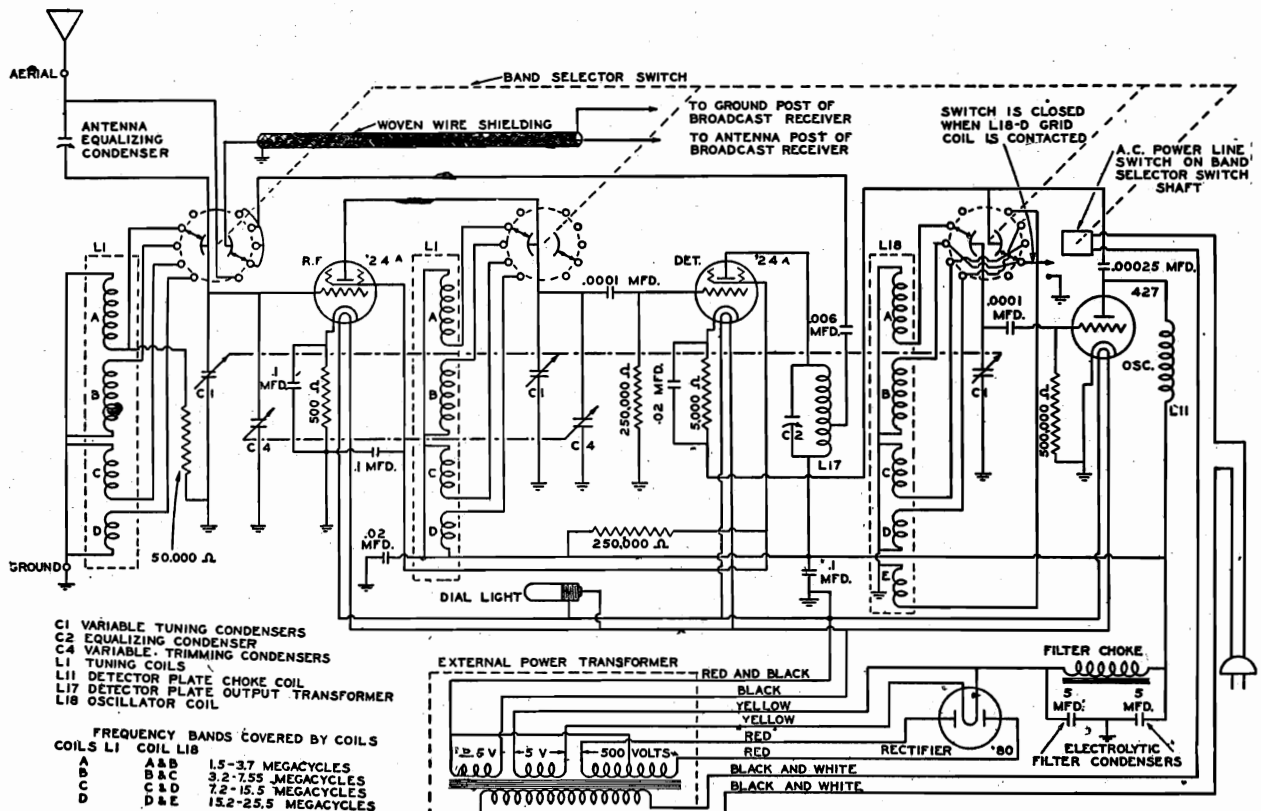 AERIAL
BAND SELECTOR SWITCH
ANTENNA
EQUALIZING
CONDENSER
WOVEN WIRE SHIELDING
TO GROUND POST OF
BROADCAST RECEIVER
TO ANTENNA POST OF
BROADCAST RECEIVER
SWITCH IS CLOSED
WHEN L18-D GRID
COIL IS CONTACTED
A.C. POWER LINE
SWITCH ON BAND
SELECTOR SWITCH
SHAFT
L1
A
B
C
D
50,000 Ω
GROUND
C1
C4
R.F.
'24A
.1
MFD.
500 Ω
.1 MFD.
L1
A
B
C
D
C1
C4
.0001 MFD.
250,000 Ω
DET.
'24A
.02 MFD.
5,000 Ω
.006
MFD.
C2
L17
.02
MFD.
250,000 Ω
.1
MFD.
DIAL LIGHT
L18
A
B
C
D
E
C1
.0001
MFD.
.00025 MFD.
427
OSC.
500,000 Ω
L11
C1 VARIABLE TUNING CONDENSERS
C2 EQUALIZING CONDENSER
C4 VARIABLE. TRIMMING CONDENSERS
L1 TUNING COILS
L11 DETECTOR PLATE CHOKE COIL
L17 DETECTOR PLATE OUTPUT TRANSFORMER
L18 OSCILLATOR COIL
FREQUENCY BANDS COVERED BY COILS
COILS L1 COIL L18
A A&B 1.5-3.7 MEGACYCLES
B B&C 3.2-7.55 MEGACYCLES
C C&D 7.2-15.5 MEGACYCLES
D D&E 15.2-25.5 MEGACYCLES
EXTERNAL POWER TRANSFORMER
RED AND BLACK
BLACK
YELLOW
YELLOW
RED
RED
BLACK AND WHITE
BLACK AND WHITE
5 V
5 V
500 VOLTS
RECTIFIER
'80
FILTER CHOKE
5
MFD.
5
MFD.
ELECTROLYTIC
FILTER CONDENSERS